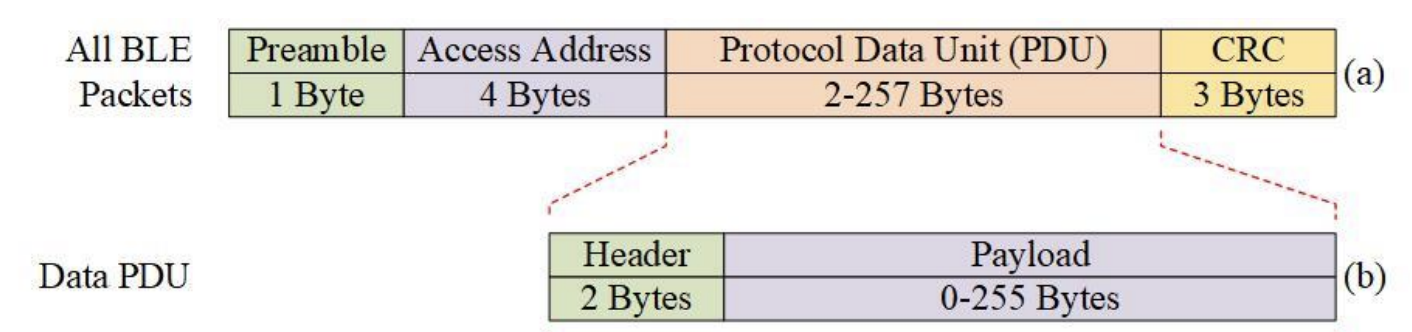 All BLE Packets
Preamble Access Address Protocol Data Unit (PDU) CRC
1 Byte 4 Bytes 2-257 Bytes 3 Bytes
(a)
Data PDU
Header Payload
2 Bytes 0-255 Bytes
(b)